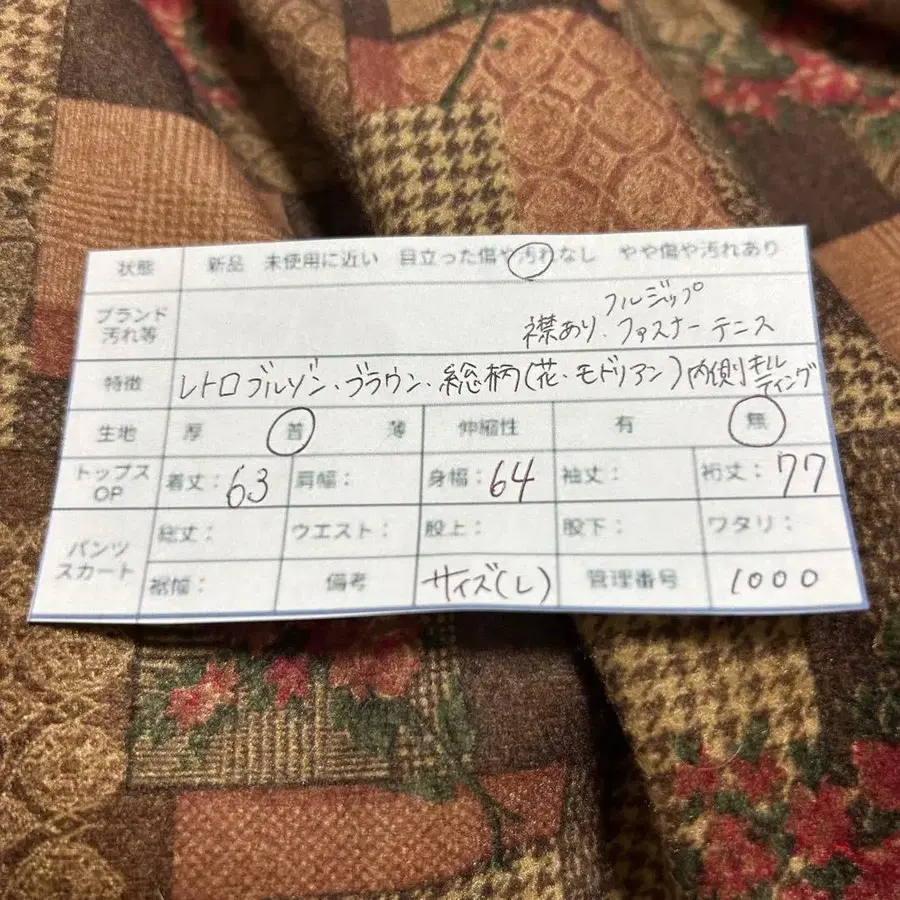 状態 新品 未使用に近い 目立った傷や汚れなし やや傷や汚れあり
ブランド 汚れ等 フルジップ
襟あり、ファスナーテニス
特徴 レトロブルゾン・ブラウン・総柄(花・モドリアン)内側キルティング
生地 厚 普 薄 伸縮性 有 無
トップス OP 着丈: 63 肩幅: 身幅: 64 袖丈: 裄丈: 77
パンツ スカート 総丈: ウエスト: 股上: 股下: ワタリ:
裾幅: 備考 サイズ(L) 管理番号 1000